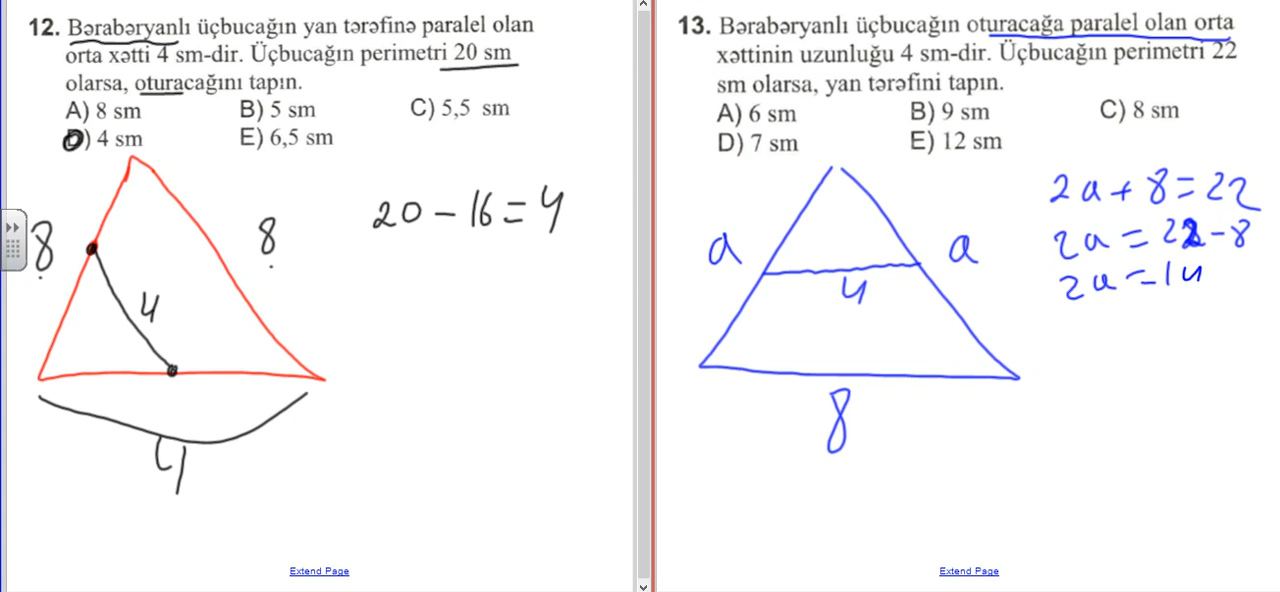 12. Bərabəryanlı üçbucağın yan tərəfinə paralel olan
orta xətti 4 sm-dir. Üçbucağın perimetri 20 sm
olarsa, oturacağını tapın.
A) 8 sm B) 5 sm C) 5,5 sm
D) 4 sm E) 6,5 sm
20 - 16 = 4
8 8
4
4
Extend Page
13. Bərabəryanlı üçbucağın oturacağa paralel olan orta
xəttinin uzunluğu 4 sm-dir. Üçbucağın perimetri 22
sm olarsa, yan tərəfini tapın.
A) 6 sm B) 9 sm C) 8 sm
D) 7 sm E) 12 sm
2a + 8 = 22
2a = 22 - 8
2a = 14
a a
4
8
Extend Page